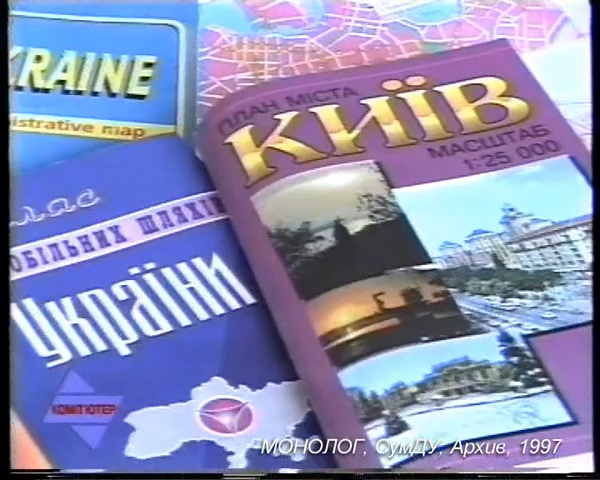 KRAINE
istrative map
ПЛАН МІСТА
КИЇВ
МАСШТАБ
1:25 000
лас
ОБІЛЬНИХ ШЛЯХІВ
України
КОМП'ЮТЕР
"МОНОЛОГ, СумДУ, Архив, 1997